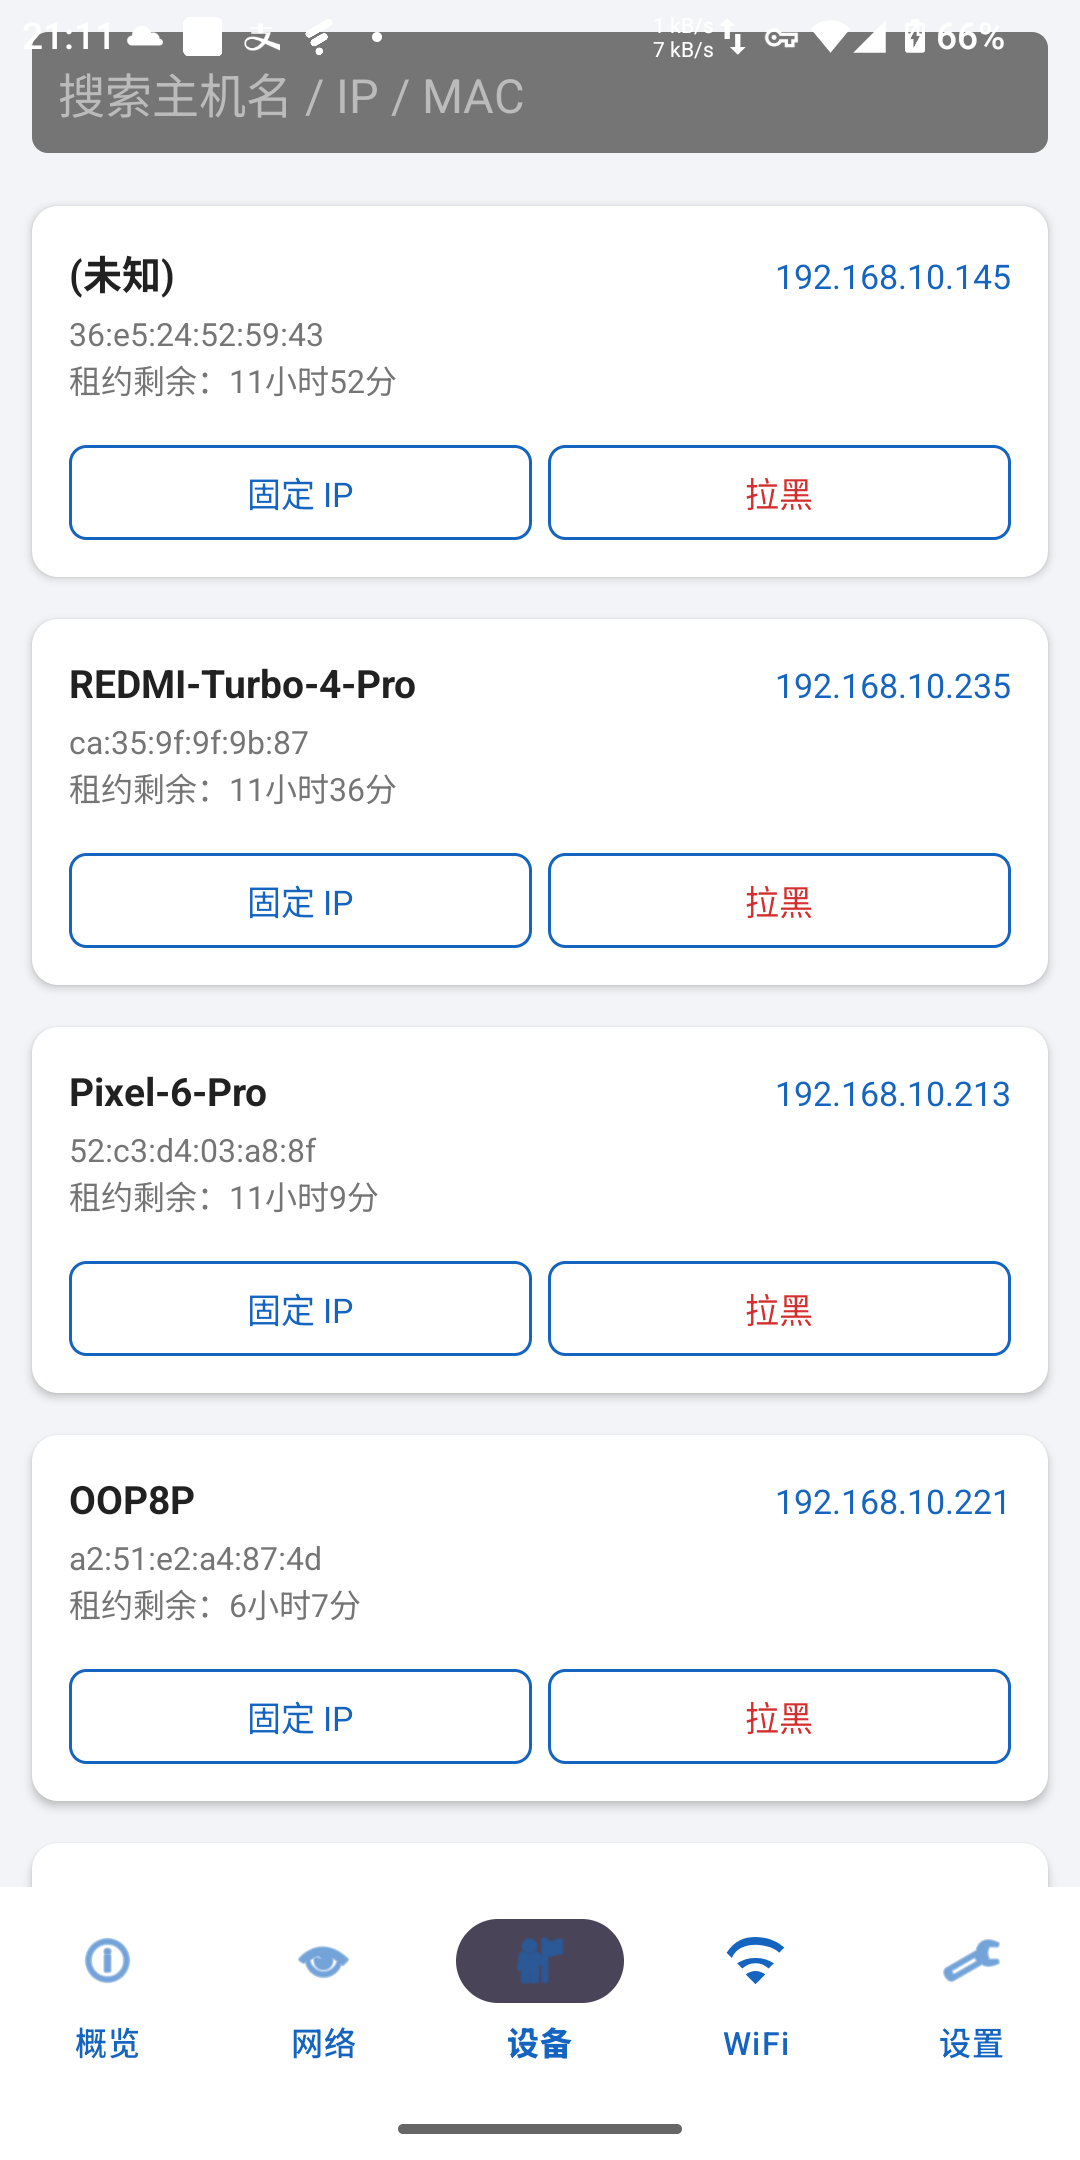 21:11
1 kB/s
7 kB/s
66%
搜索主机名 / IP / MAC
(未知)
192.168.10.145
36:e5:24:52:59:43
租约剩余：11小时52分
固定 IP
拉黑
REDMI-Turbo-4-Pro
192.168.10.235
ca:35:9f:9f:9b:87
租约剩余：11小时36分
固定 IP
拉黑
Pixel-6-Pro
192.168.10.213
52:c3:d4:03:a8:8f
租约剩余：11小时9分
固定 IP
拉黑
OOP8P
192.168.10.221
a2:51:e2:a4:87:4d
租约剩余：6小时7分
固定 IP
拉黑
概览
网络
设备
WiFi
设置